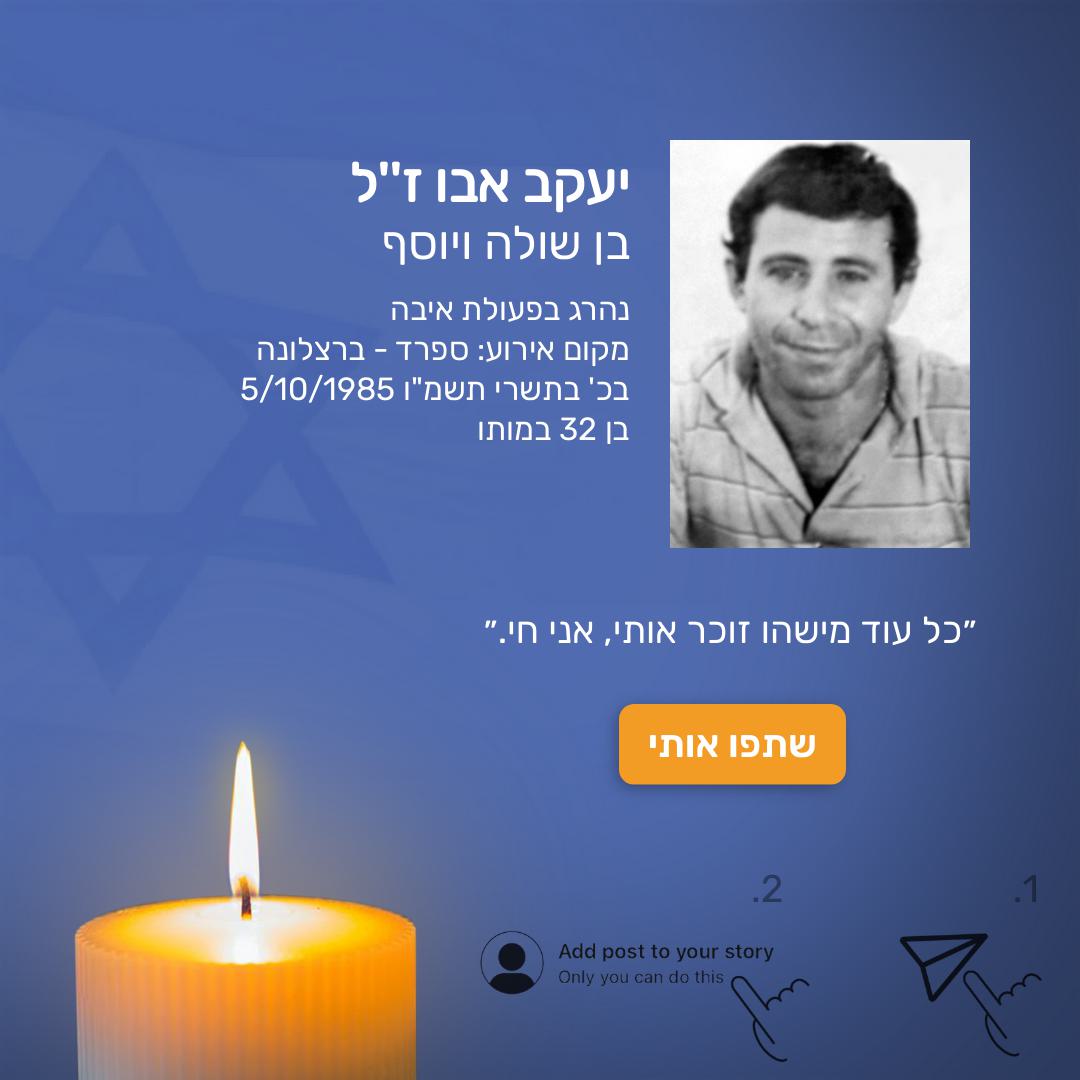 יעקב אבו ז"ל
בן שולה ויוסף
נהרג בפעולת איבה
מקום אירוע: ספרד - ברצלונה
בכ' בתשרי תשמ"ו 5/10/1985
בן 32 במותו
״כל עוד מישהו זוכר אותי, אני חי.״
שתפו אותי
1.
2.
Add post to your story
Only you can do this